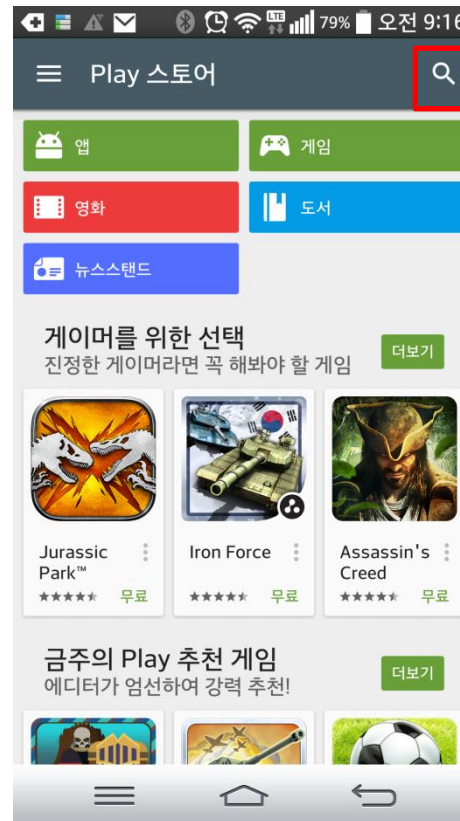 79% 오전 9:16
LTE
Play 스토어
앱
게임
영화
도서
뉴스스탠드
게이머를 위한 선택
진정한 게이머라면 꼭 해봐야 할 게임
더보기
Jurassic
Park™
무료
Iron Force
무료
Assassin's
Creed
무료
금주의 Play 추천 게임
에디터가 엄선하여 강력 추천!
더보기